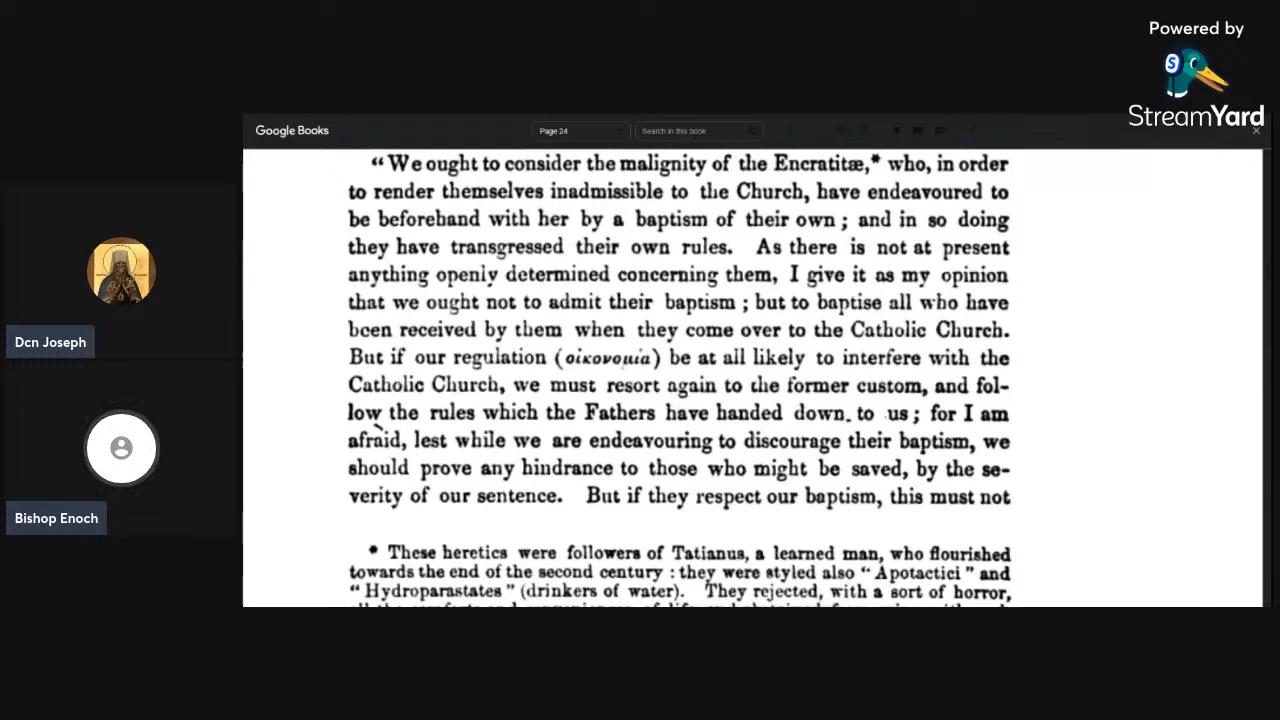 Powered by
S
StreamYard
Google Books
Page 24
Search in this book
“We ought to consider the malignity of the Encratitæ,* who, in order
to render themselves inadmissible to the Church, have endeavoured to
be beforehand with her by a baptism of their own ; and in so doing
they have transgressed their own rules. As there is not at present
anything openly determined concerning them, I give it as my opinion
that we ought not to admit their baptism ; but to baptise all who have
been received by them when they come over to the Catholic Church.
But if our regulation (οἰκονομία) be at all likely to interfere with the
Catholic Church, we must resort again to the former custom, and fol-
low the rules which the Fathers have handed down. to us ; for I am
afraid, lest while we are endeavouring to discourage their baptism, we
should prove any hindrance to those who might be saved, by the se-
verity of our sentence. But if they respect our baptism, this must not
* These heretics were followers of Tatianus, a learned man, who flourished
towards the end of the second century : they were styled also “ Apotactici ” and
“ Hydroparastates ” (drinkers of water). They rejected, with a sort of horror,
Dcn Joseph
Bishop Enoch